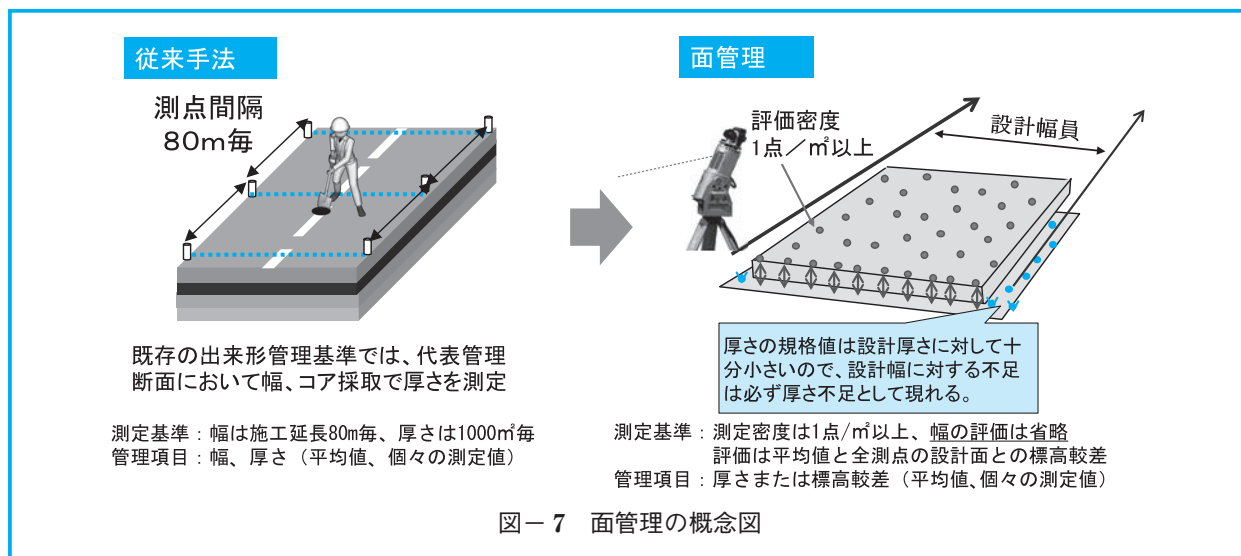 従来手法
測点間隔
80m毎
既存の出来形管理基準では、代表管理
断面において幅、コア採取で厚さを測定
測定基準：幅は施工延長80m毎、厚さは1000㎡毎
管理項目：幅、厚さ（平均値、個々の測定値）
面管理
評価密度
1点／㎡以上
設計幅員
厚さの規格値は設計厚さに対して十
分小さいので、設計幅に対する不足
は必ず厚さ不足として現れる。
測定基準：測定密度は1点/㎡以上、幅の評価は省略
評価は平均値と全測点の設計面との標高較差
管理項目：厚さまたは標高較差（平均値、個々の測定値）
図－7　面管理の概念図